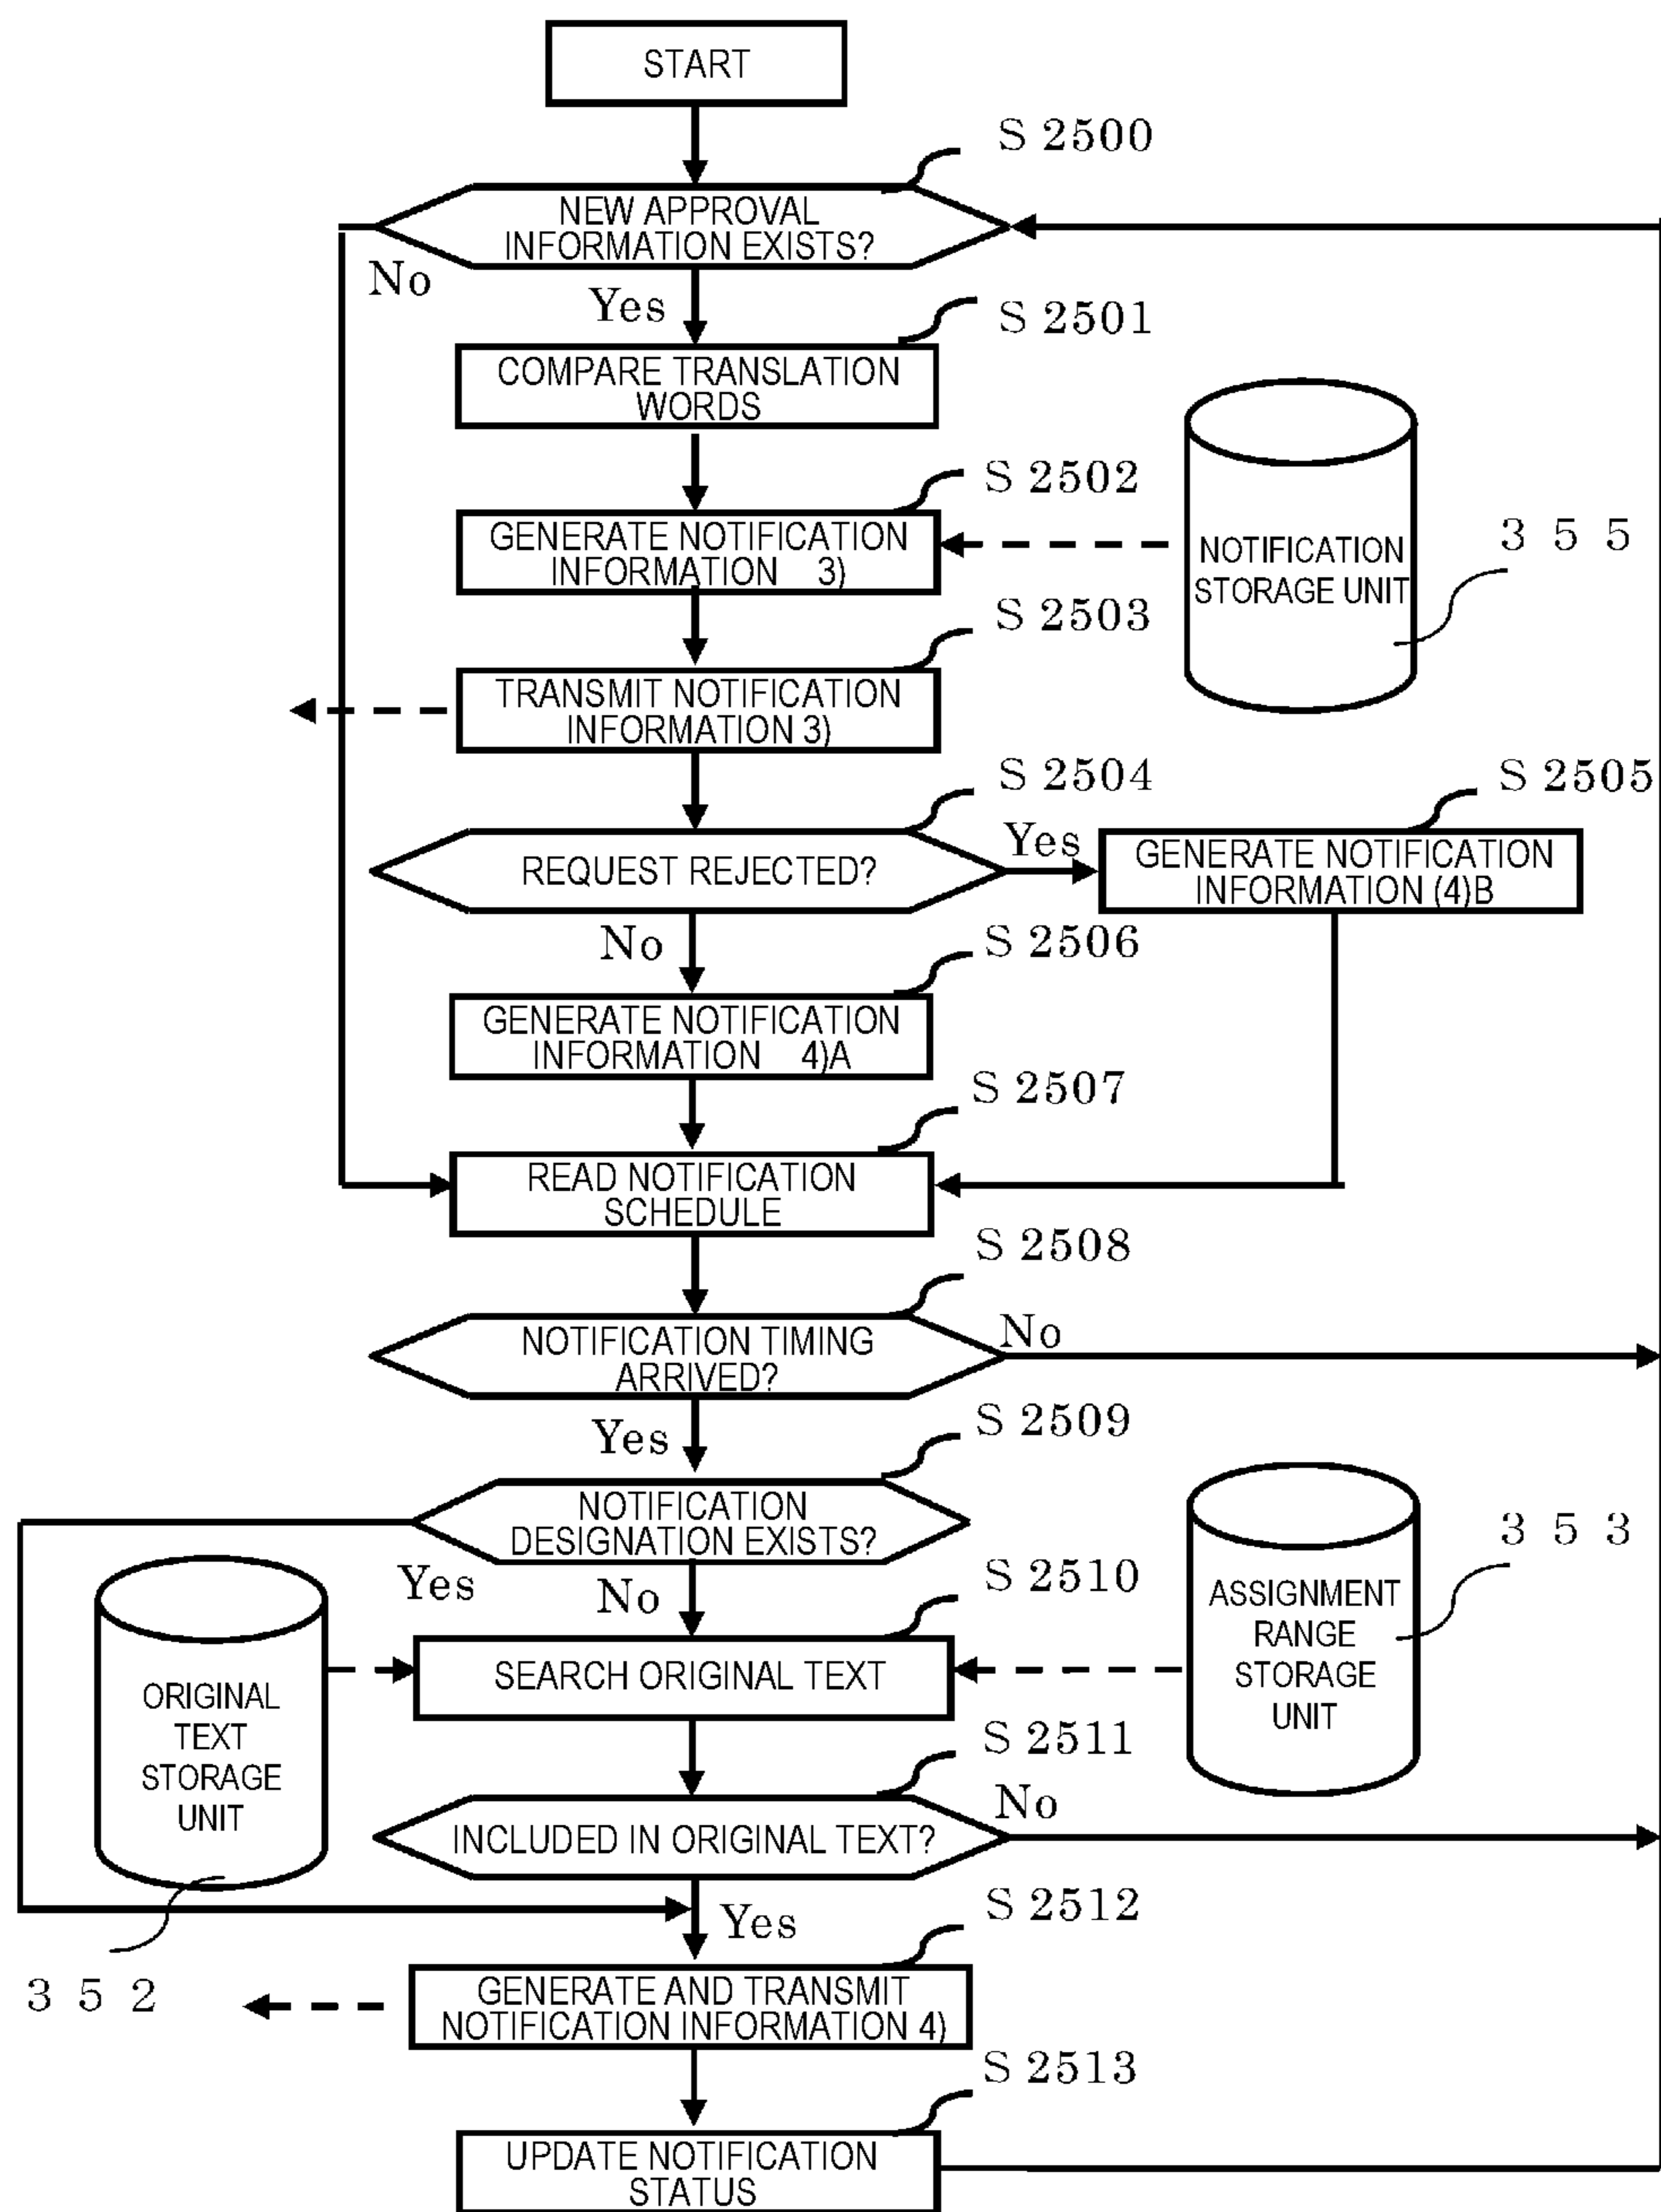 START
S 2500
NEW APPROVAL
INFORMATION EXISTS?
No
Yes
S 2501
COMPARE TRANSLATION
WORDS
S 2502
GENERATE NOTIFICATION
INFORMATION 3)
NOTIFICATION
STORAGE UNIT
3 5 5
S 2503
TRANSMIT NOTIFICATION
INFORMATION 3)
S 2504
REQUEST REJECTED?
Yes
S 2505
GENERATE NOTIFICATION
INFORMATION (4)B
No
S 2506
GENERATE NOTIFICATION
INFORMATION 4)A
S 2507
READ NOTIFICATION
SCHEDULE
S 2508
NOTIFICATION TIMING
ARRIVED?
No
Yes
S 2509
NOTIFICATION
DESIGNATION EXISTS?
Yes
No
S 2510
SEARCH ORIGINAL TEXT
ORIGINAL
TEXT
STORAGE
UNIT
3 5 2
ASSIGNMENT
RANGE
STORAGE
UNIT
3 5 3
S 2511
INCLUDED IN ORIGINAL TEXT?
No
Yes
S 2512
GENERATE AND TRANSMIT
NOTIFICATION INFORMATION 4)
S 2513
UPDATE NOTIFICATION
STATUS